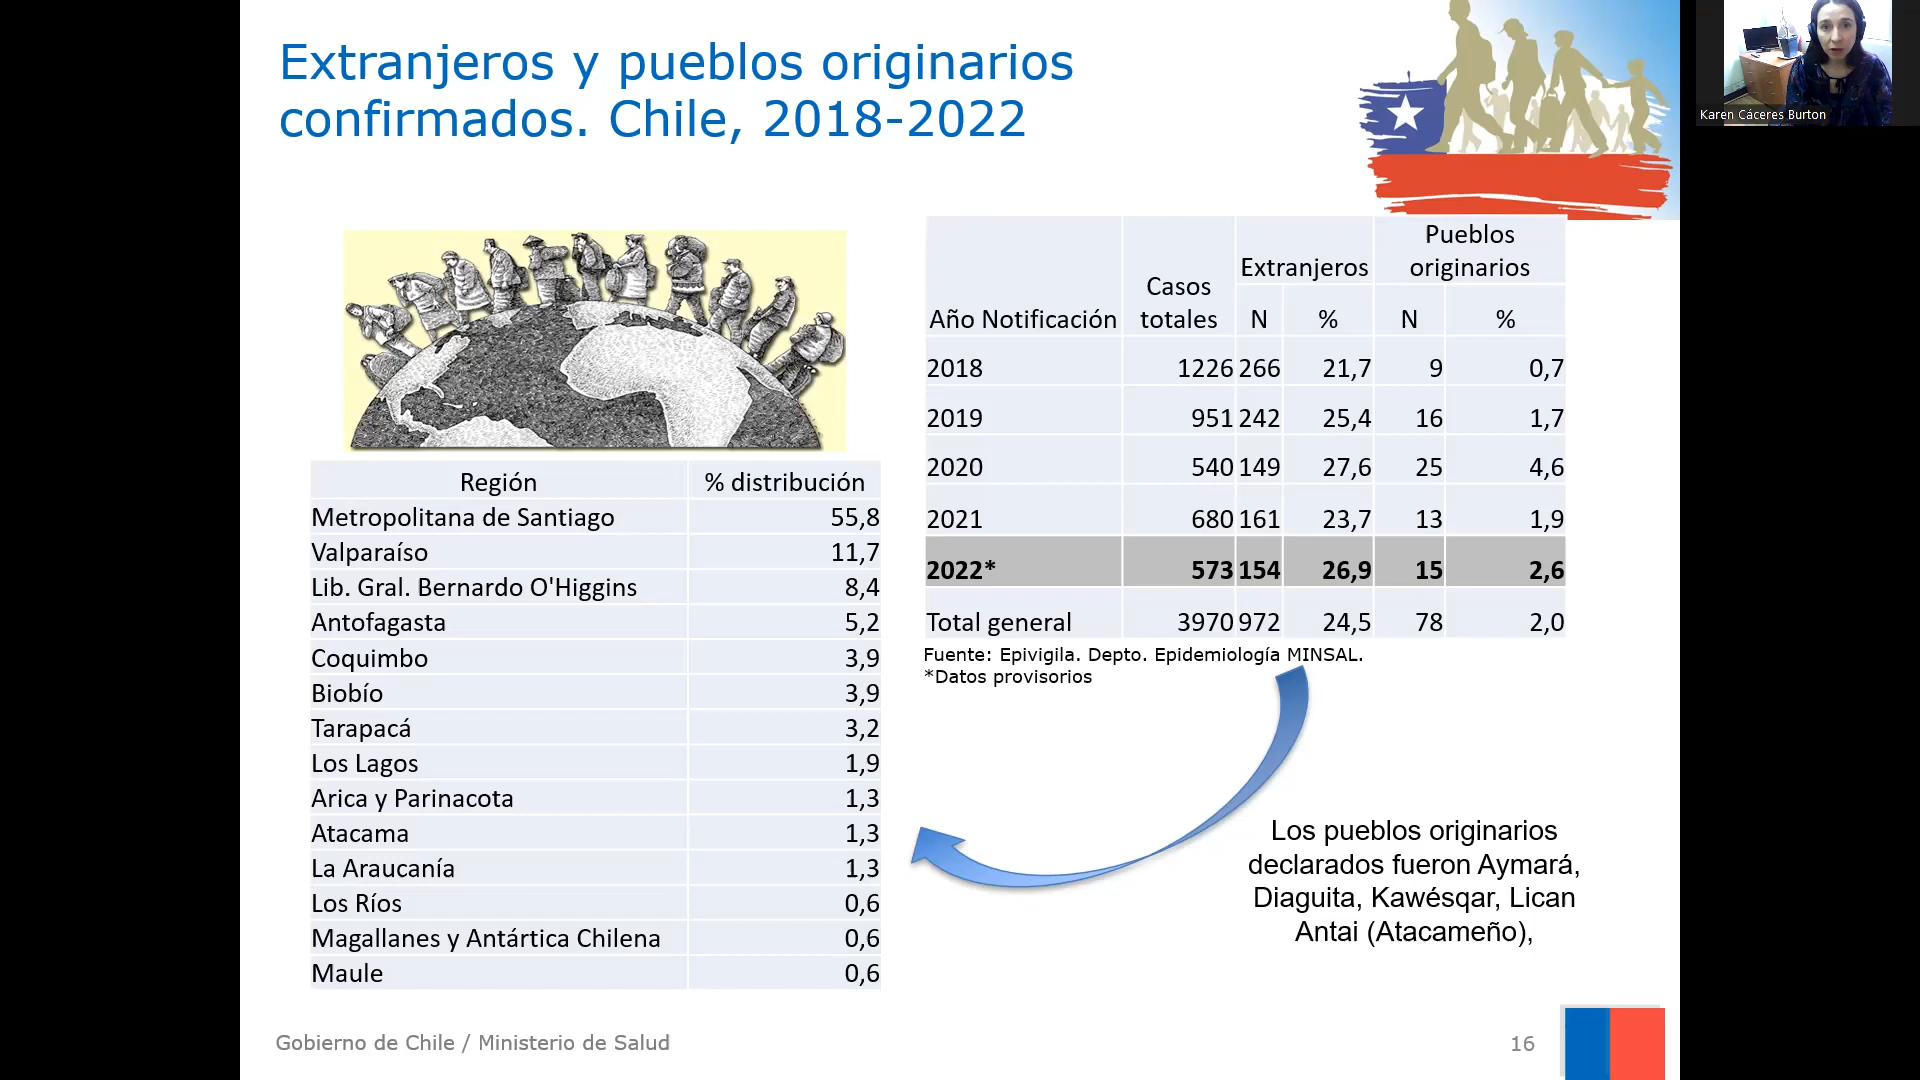 Extranjeros y pueblos originarios
confirmados. Chile, 2018-2022
Karen Cáceres Burton
Región % distribución
Metropolitana de Santiago 55,8
Valparaíso 11,7
Lib. Gral. Bernardo O'Higgins 8,4
Antofagasta 5,2
Coquimbo 3,9
Biobío 3,9
Tarapacá 3,2
Los Lagos 1,9
Arica y Parinacota 1,3
Atacama 1,3
La Araucanía 1,3
Los Ríos 0,6
Magallanes y Antártica Chilena 0,6
Maule 0,6
Año Notificación
Casos
totales
Extranjeros
Pueblos
originarios
N % N %
2018 1226 266 21,7 9 0,7
2019 951 242 25,4 16 1,7
2020 540 149 27,6 25 4,6
2021 680 161 23,7 13 1,9
2022* 573 154 26,9 15 2,6
Total general 3970 972 24,5 78 2,0
Fuente: Epivigila. Depto. Epidemiología MINSAL.
*Datos provisorios
Los pueblos originarios
declarados fueron Aymará,
Diaguita, Kawésqar, Lican
Antai (Atacameño),
Gobierno de Chile / Ministerio de Salud
16